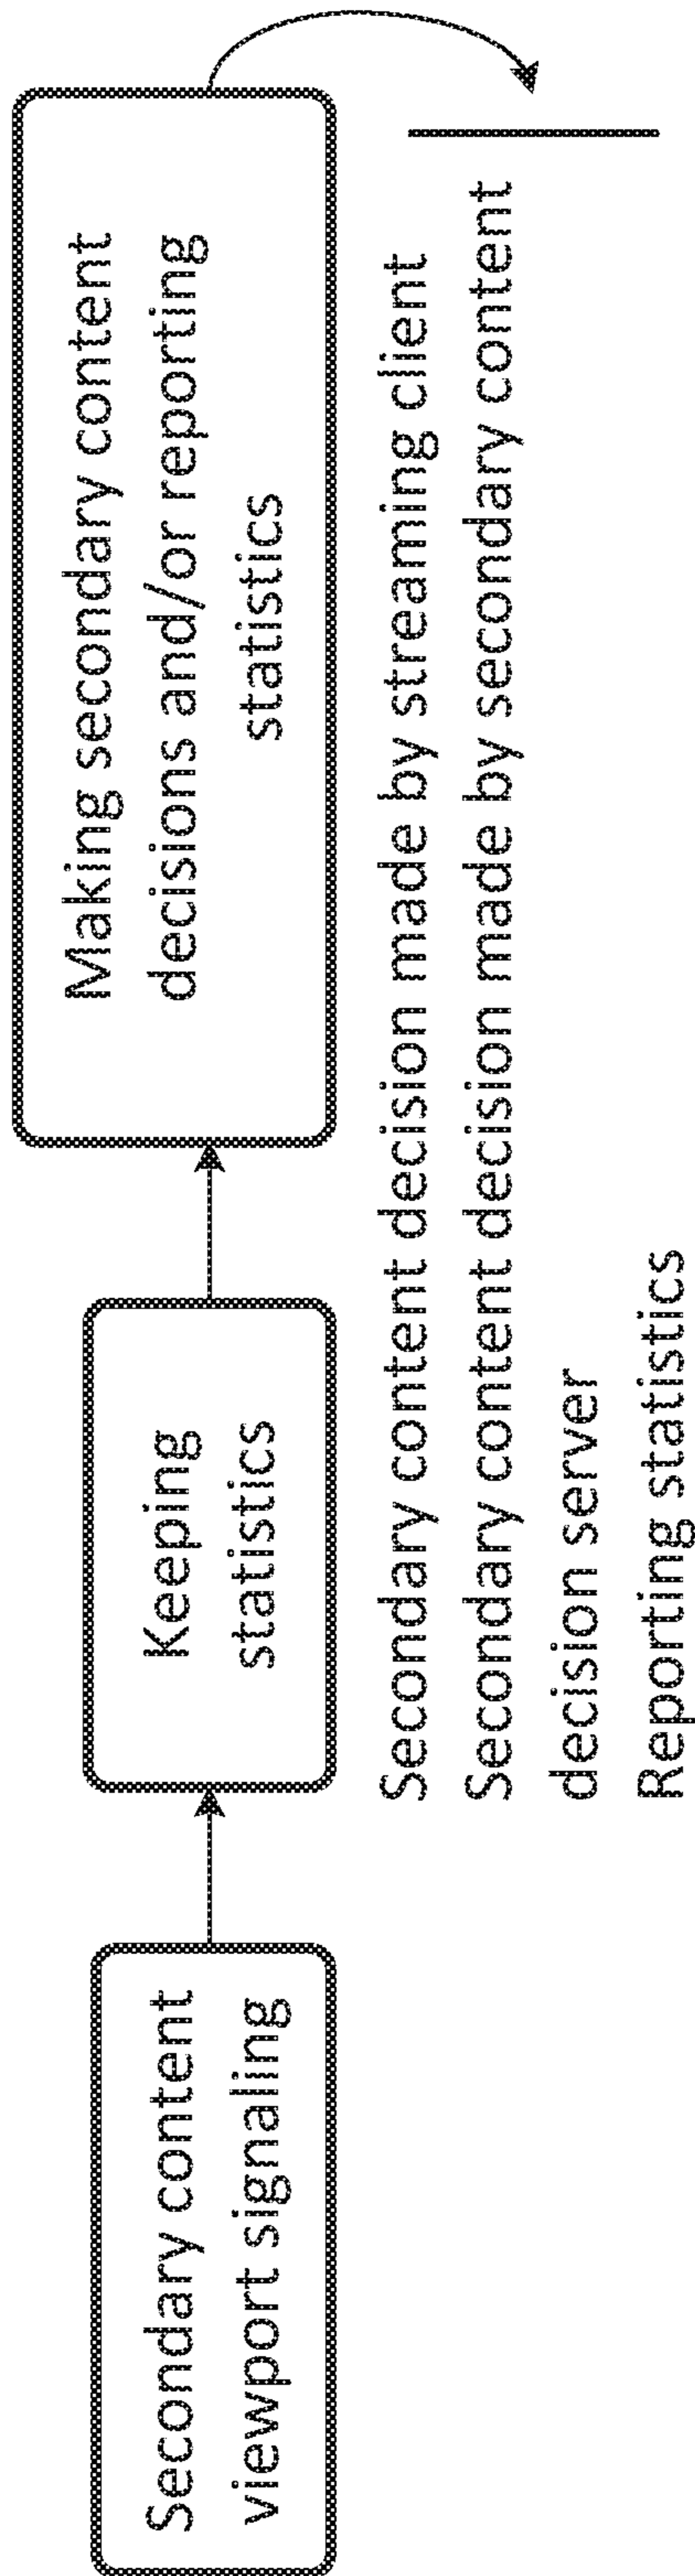 Secondary content
viewport signaling
Keeping
statistics
Making secondary content
decisions and/or reporting
statistics
Secondary content decision made by streaming client
Secondary content decision made by secondary content
decision server
Reporting statistics